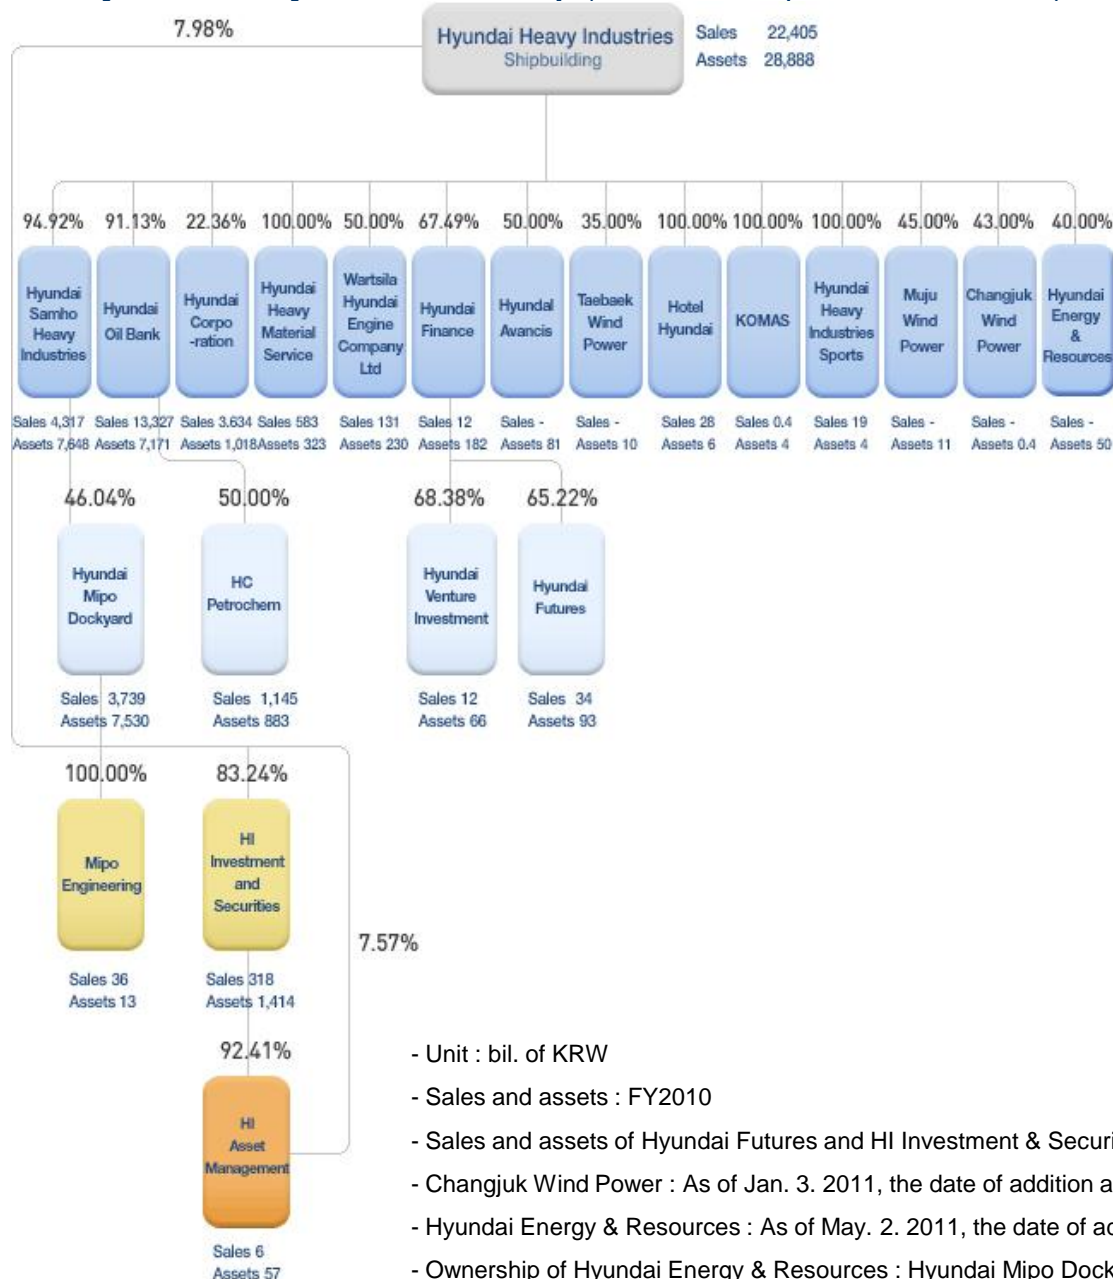 7.98%
Hyundai Heavy Industries
Shipbuilding
Sales 22,405
Assets 28,888
94.92% 91.13% 22.36% 100.00% 50.00% 67.49% 50.00% 35.00% 100.00% 100.00% 100.00% 45.00% 43.00% 40.00%
Hyundai
Samho
Heavy
Industries
Hyundai
Oil Bank
Hyundai
Corpo
-ration
Hyundai
Heavy
Material
Service
Wartsila
Hyundai
Engine
Company
Ltd
Hyundai
Finance
Hyundai
Avancis
Taebaek
Wind
Power
Hotel
Hyundai
KOMAS
Hyundai
Heavy
Industries
Sports
Muju
Wind
Power
Changjuk
Wind
Power
Hyundai
Energy
&
Resources
Sales 4,317 Sales 13,327 Sales 3.634 Sales 583 Sales 131 Sales 12 Sales - Sales - Sales 28 Sales 0.4 Sales 19 Sales - Sales - Sales -
Assets 7,648 Assets 7,171 Assets 1,018 Assets 323 Assets 230 Assets 182 Assets 81 Assets 10 Assets 6 Assets 4 Assets 4 Assets 11 Assets 0.4 Assets 50
46.04% 50.00% 68.38% 65.22%
Hyundai
Mipo
Dockyard
HC
Petrochem
Hyundai
Venture
Investment
Hyundai
Futures
Sales 3,739 Sales 1,145 Sales 12 Sales 34
Assets 7,530 Assets 883 Assets 66 Assets 93
100.00% 83.24%
Mipo
Engineering
HI
Investment
and
Securities
7.57%
Sales 36 Sales 318
Assets 13 Assets 1,414
92.41%
HI
Asset
Management
Sales 6
Assets 57
- Unit : bil. of KRW
- Sales and assets : FY2010
- Sales and assets of Hyundai Futures and HI Investment & Securi
- Changjuk Wind Power : As of Jan. 3. 2011, the date of addition a
- Hyundai Energy & Resources : As of May. 2. 2011, the date of ad
- Ownership of Hyundai Energy & Resources : Hyundai Mipo Dock